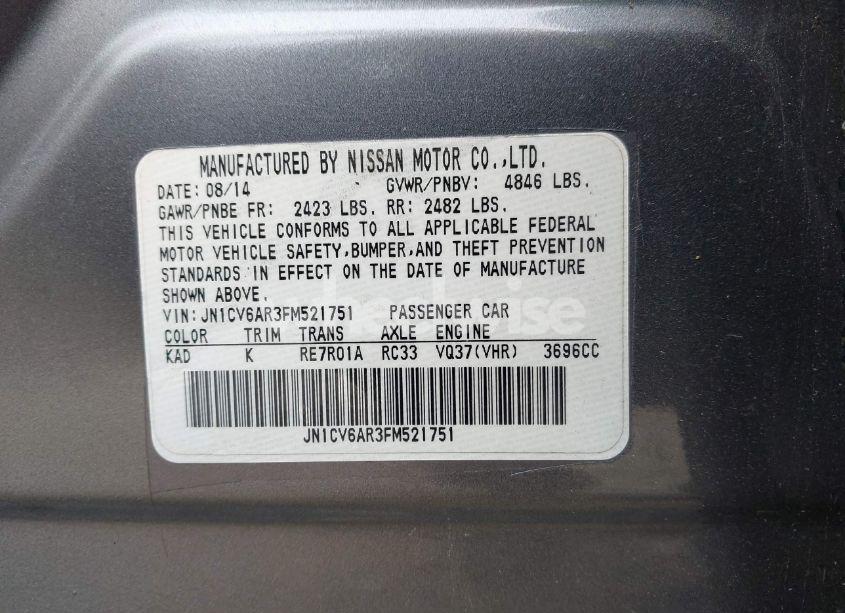 MANUFACTURED BY NISSAN MOTOR CO.,LTD.
DATE: 08/14 GVWR/PNBV: 4846 LBS.
GAWR/PNBE FR: 2423 LBS. RR: 2482 LBS.
THIS VEHICLE CONFORMS TO ALL APPLICABLE FEDERAL
MOTOR VEHICLE SAFETY,BUMPER,AND THEFT PREVENTION
STANDARDS IN EFFECT ON THE DATE OF MANUFACTURE
SHOWN ABOVE.
VIN:JN1CV6AR3FM521751 PASSENGER CAR
COLOR TRIM TRANS AXLE ENGINE
KAD K RE7R01A RC33 VQ37(VHR) 3696CC
JN1CV6AR3FM521751